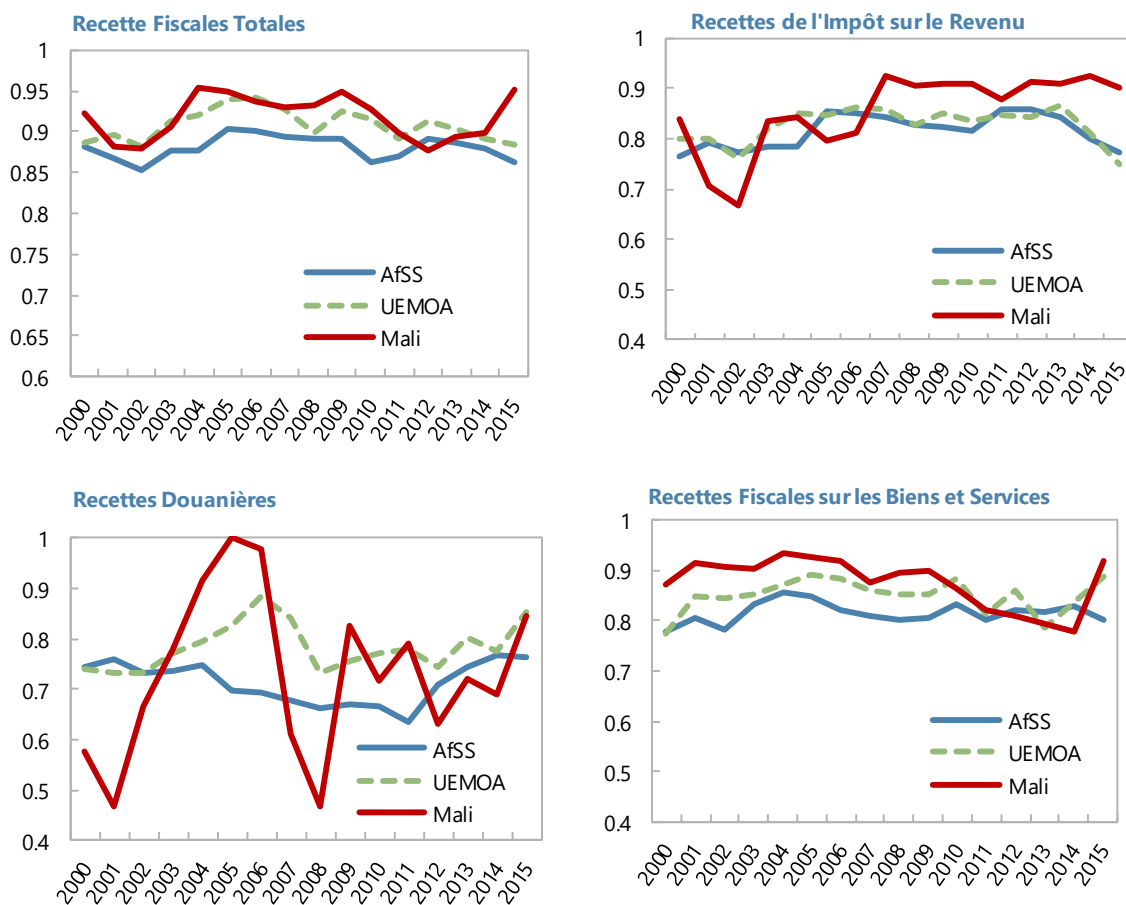 Recette Fiscales Totales
1
0.95
0.9
0.85
0.8
0.75
0.7
0.65
0.6
AfSS
UEMOA
Mali
2000 2001 2002 2003 2004 2005 2006 2007 2008 2009 2010 2011 2012 2013 2014 2015
Recettes de l'Impôt sur le Revenu
1
0.9
0.8
0.7
0.6
0.5
0.4
AfSS
UEMOA
Mali
2000 2001 2002 2003 2004 2005 2006 2007 2008 2009 2010 2011 2012 2013 2014 2015
Recettes Douanières
1
0.9
0.8
0.7
0.6
0.5
0.4
AfSS
UEMOA
Mali
2000 2001 2002 2003 2004 2005 2006 2007 2008 2009 2010 2011 2012 2013 2014 2015
Recettes Fiscales sur les Biens et Services
1
0.9
0.8
0.7
0.6
0.5
0.4
AfSS
UEMOA
Mali
2000 2001 2002 2003 2004 2005 2006 2007 2008 2009 2010 2011 2012 2013 2014 2015